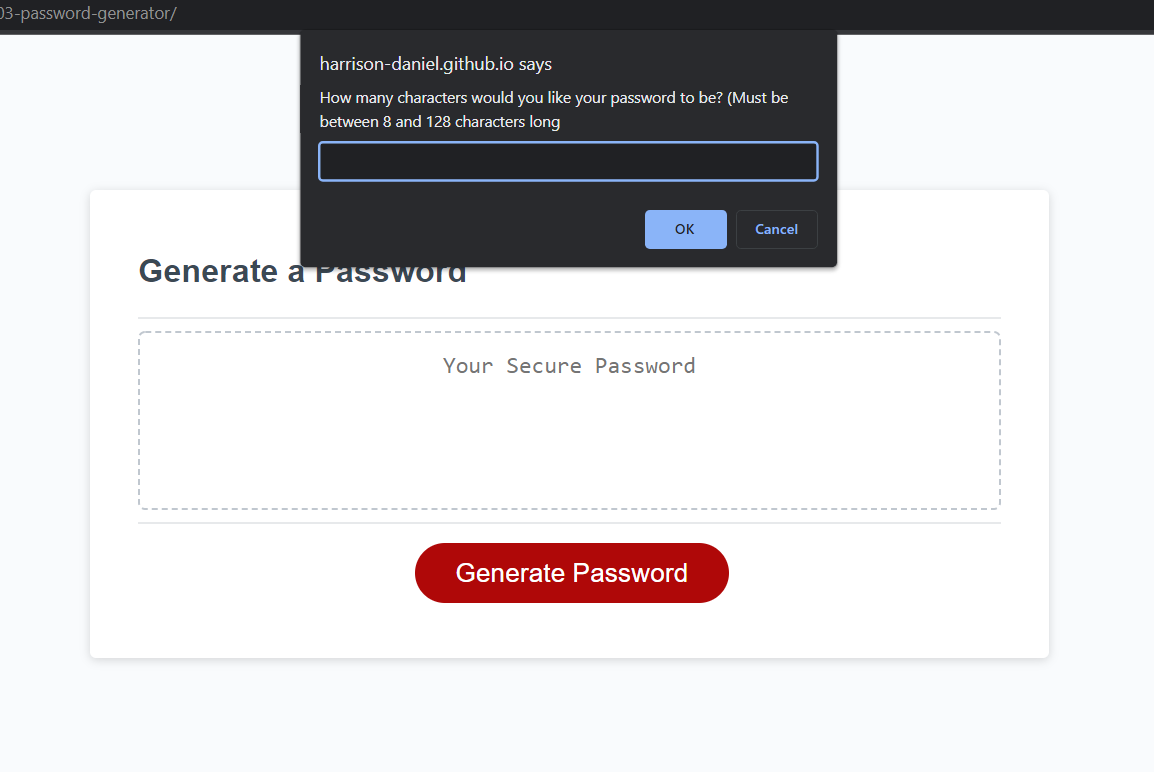 03-password-generator/
harrison-daniel.github.io says
How many characters would you like your password to be? (Must be
between 8 and 128 characters long
OK
Cancel
Generate a Password
Your Secure Password
Generate Password